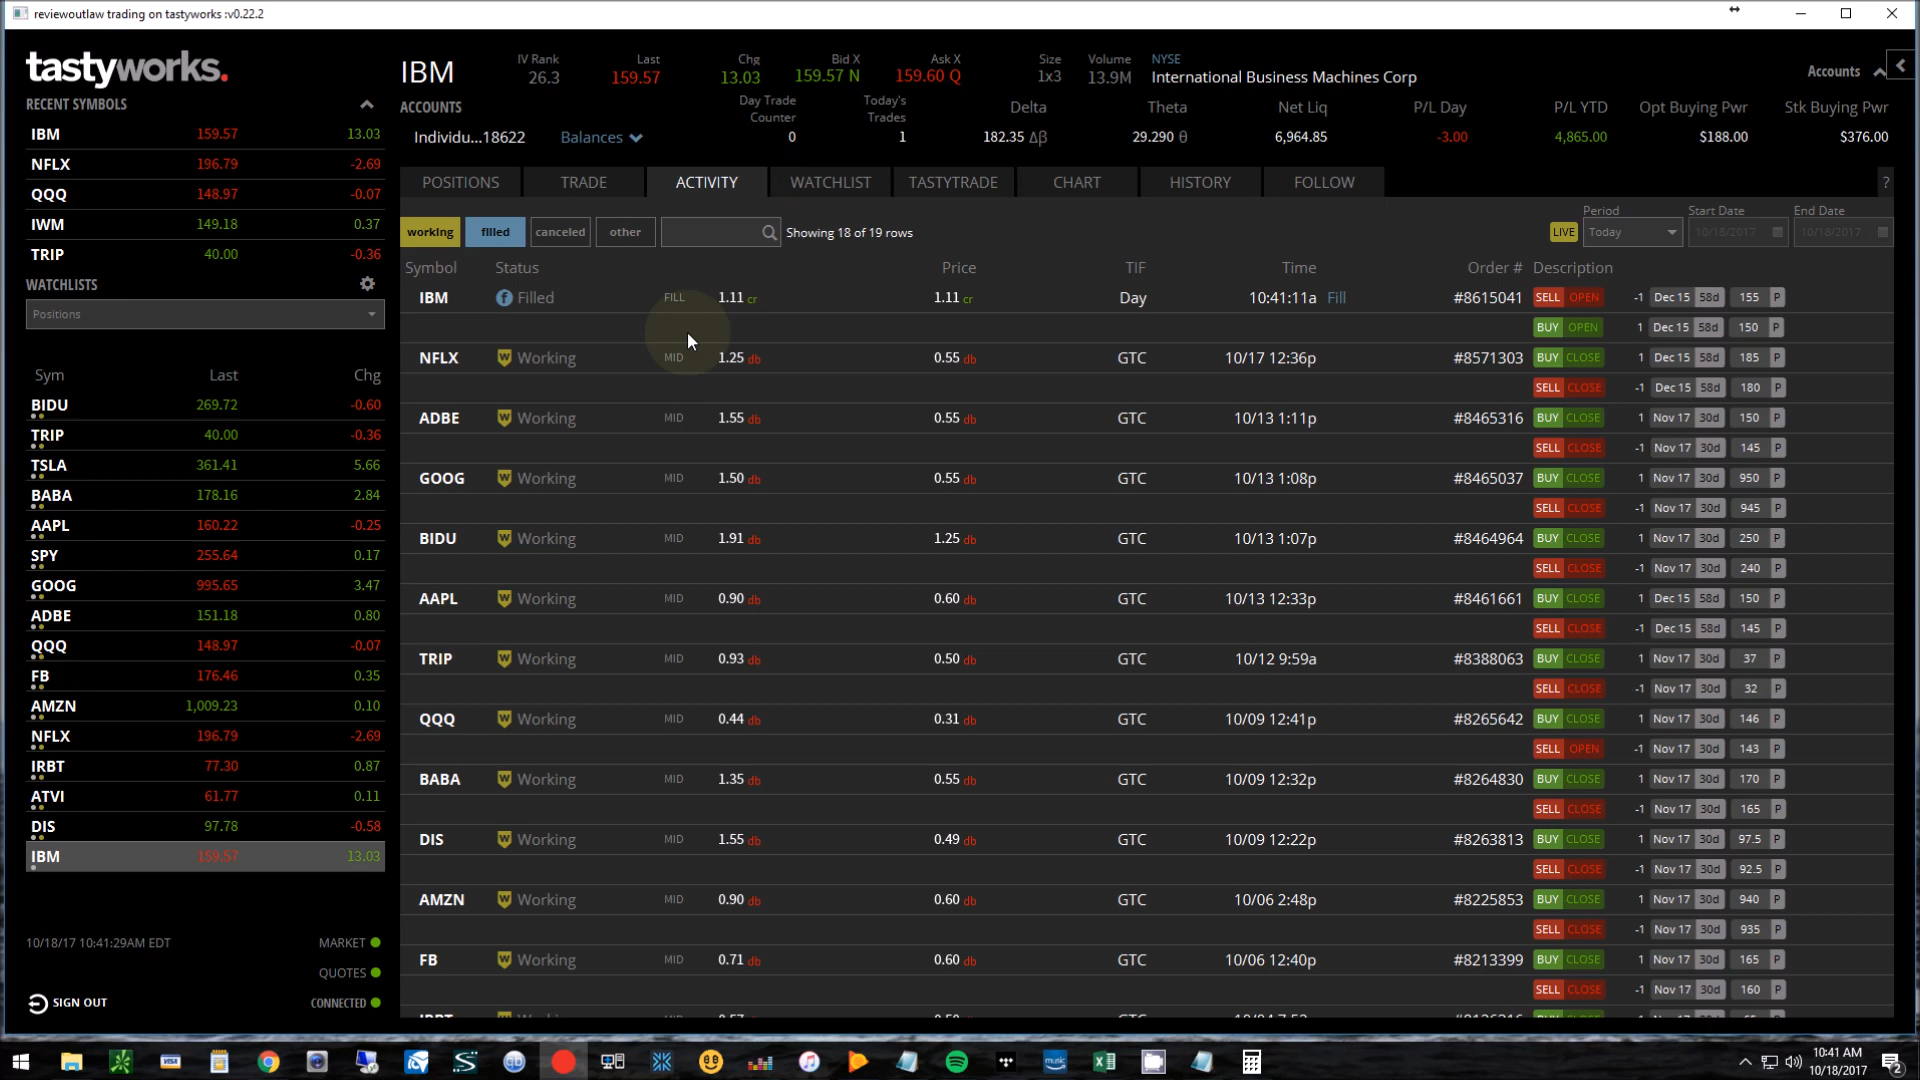 reviewoutlaw trading on tastyworks :v0.22.2
tastyworks.
RECENT SYMBOLS
IBM 159.57 13.03
NFLX 196.79 -2.69
QQQ 148.97 -0.07
IWM 149.18 0.37
TRIP 40.00 -0.36
WATCHLISTS
Positions
Sym Last Chg
BIDU 269.72 -0.60
TRIP 40.00 -0.36
TSLA 361.41 5.66
BABA 178.16 2.84
AAPL 160.22 -0.25
SPY 255.64 0.17
GOOG 995.65 3.47
ADBE 151.18 0.80
QQQ 148.97 -0.07
FB 176.46 0.35
AMZN 1,009.23 0.10
NFLX 196.79 -2.69
IRBT 77.30 0.87
ATVI 61.77 0.11
DIS 97.78 -0.58
IBM 159.57 13.03
10/18/17 10:41:29AM EDT MARKET
QUOTES
SIGN OUT CONNECTED
IV Rank Last Chg Bid X Ask X Size Volume NYSE
IBM 26.3 159.57 13.03 159.57 N 159.60 Q 1x3 13.9M International Business Machines Corp
Accounts
ACCOUNTS Day Trade Counter Today's Trades Delta Theta Net Liq P/L Day P/L YTD Opt Buying Pwr Stk Buying Pwr
Individu...18622 Balances 0 1 182.35 Δβ 29.290 θ 6,964.85 -3.00 4,865.00 $188.00 $376.00
POSITIONS TRADE ACTIVITY WATCHLIST TASTYTRADE CHART HISTORY FOLLOW ?
Period Start Date End Date
working filled canceled other Showing 18 of 19 rows LIVE Today 10/18/2017 10/18/2017
Symbol Status Price TIF Time Order # Description
IBM f Filled FILL 1.11 cr 1.11 cr Day 10:41:11a Fill #8615041 SELL OPEN -1 Dec 15 58d 155 P
BUY OPEN 1 Dec 15 58d 150 P
NFLX W Working MID 1.25 db 0.55 db GTC 10/17 12:36p #8571303 BUY CLOSE 1 Dec 15 58d 185 P
SELL CLOSE -1 Dec 15 58d 180 P
ADBE W Working MID 1.55 db 0.55 db GTC 10/13 1:11p #8465316 BUY CLOSE 1 Nov 17 30d 150 P
SELL CLOSE -1 Nov 17 30d 145 P
GOOG W Working MID 1.50 db 0.55 db GTC 10/13 1:08p #8465037 BUY CLOSE 1 Nov 17 30d 950 P
SELL CLOSE -1 Nov 17 30d 945 P
BIDU W Working MID 1.91 db 1.25 db GTC 10/13 1:07p #8464964 BUY CLOSE 1 Nov 17 30d 250 P
SELL CLOSE -1 Nov 17 30d 240 P
AAPL W Working MID 0.90 db 0.60 db GTC 10/13 12:33p #8461661 BUY CLOSE 1 Dec 15 58d 150 P
SELL CLOSE -1 Dec 15 58d 145 P
TRIP W Working MID 0.93 db 0.50 db GTC 10/12 9:59a #8388063 BUY CLOSE 1 Nov 17 30d 37 P
SELL CLOSE -1 Nov 17 30d 32 P
QQQ W Working MID 0.44 db 0.31 db GTC 10/09 12:41p #8265642 BUY CLOSE 1 Nov 17 30d 146 P
SELL OPEN -1 Nov 17 30d 143 P
BABA W Working MID 1.35 db 0.55 db GTC 10/09 12:32p #8264830 BUY CLOSE 1 Nov 17 30d 170 P
SELL CLOSE -1 Nov 17 30d 165 P
DIS W Working MID 1.55 db 0.49 db GTC 10/09 12:22p #8263813 BUY CLOSE 1 Nov 17 30d 97.5 P
SELL CLOSE -1 Nov 17 30d 92.5 P
AMZN W Working MID 0.90 db 0.60 db GTC 10/06 2:48p #8225853 BUY CLOSE 1 Nov 17 30d 940 P
SELL CLOSE -1 Nov 17 30d 935 P
FB W Working MID 0.71 db 0.60 db GTC 10/06 12:40p #8213399 BUY CLOSE 1 Nov 17 30d 165 P
SELL CLOSE -1 Nov 17 30d 160 P
VISA music 10:41 AM
10/18/2017 2